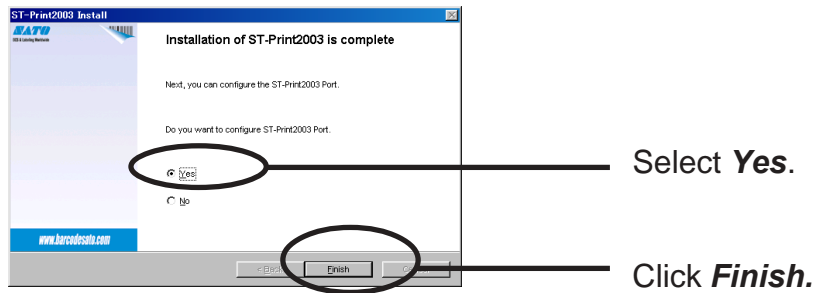 ST-Print2003 Install
SATO
Installation of ST-Print2003 is complete
Next, you can configure the ST-Print2003 Port.
Do you want to configure ST-Print2003 Port.
Yes
Select Yes.
No
www.barcodesato.com
< Back
Finish
Click Finish.